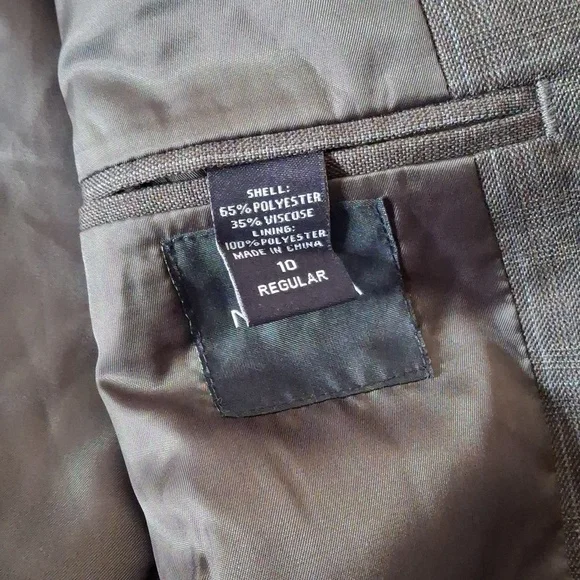 SHELL:
65% POLYESTER
35% VISCOSE
LINING:
100% POLYESTER
MADE IN CHINA
10
REGULAR